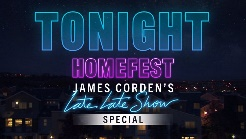 TONIGHT
HOMEFEST
JAMES CORDEN'S
Late Late Show
SPECIAL